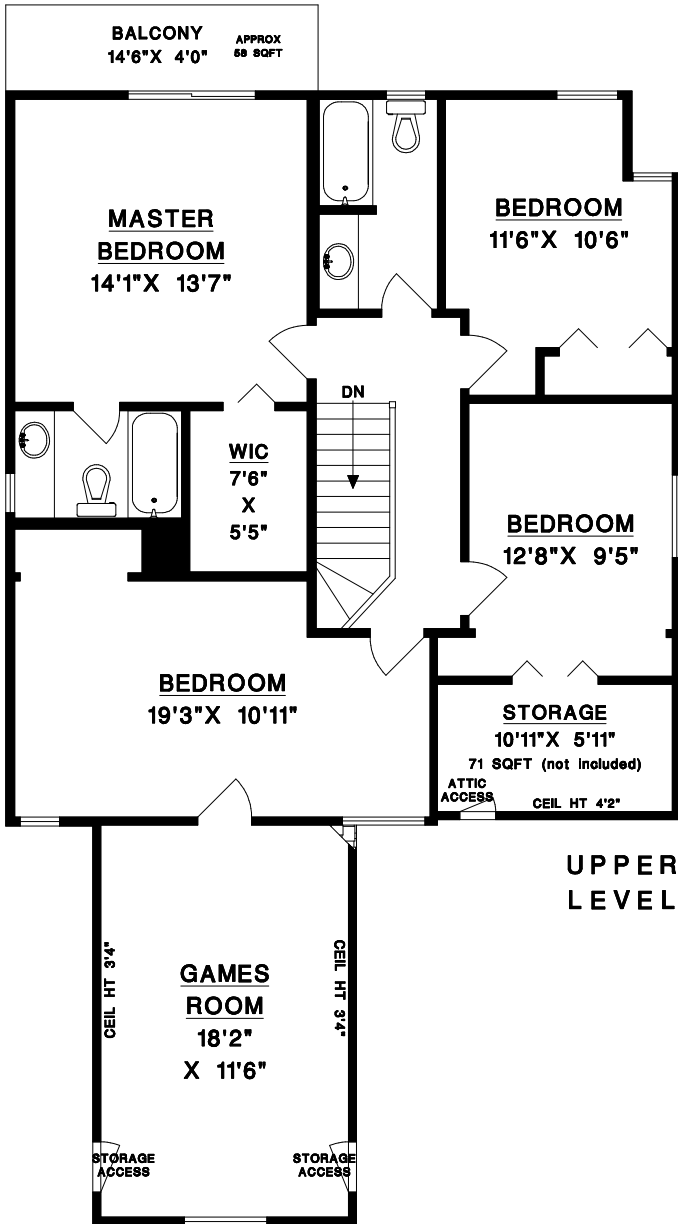 BALCONY
14'6"X 4'0"
APPROX
58 SQFT
MASTER
BEDROOM
14'1"X 13'7"
BEDROOM
11'6"X 10'6"
DN
WIC
7'6"
X
5'5"
BEDROOM
12'8"X 9'5"
BEDROOM
19'3"X 10'11"
STORAGE
10'11"X 5'11"
71 SQFT (not included)
ATTIC
ACCESS
CEIL HT 4'2"
UPPER
LEVEL
CEIL HT 3'4"
GAMES
ROOM
18'2"
X 11'6"
CEIL HT 3'4"
STORAGE
ACCESS
STORAGE
ACCESS